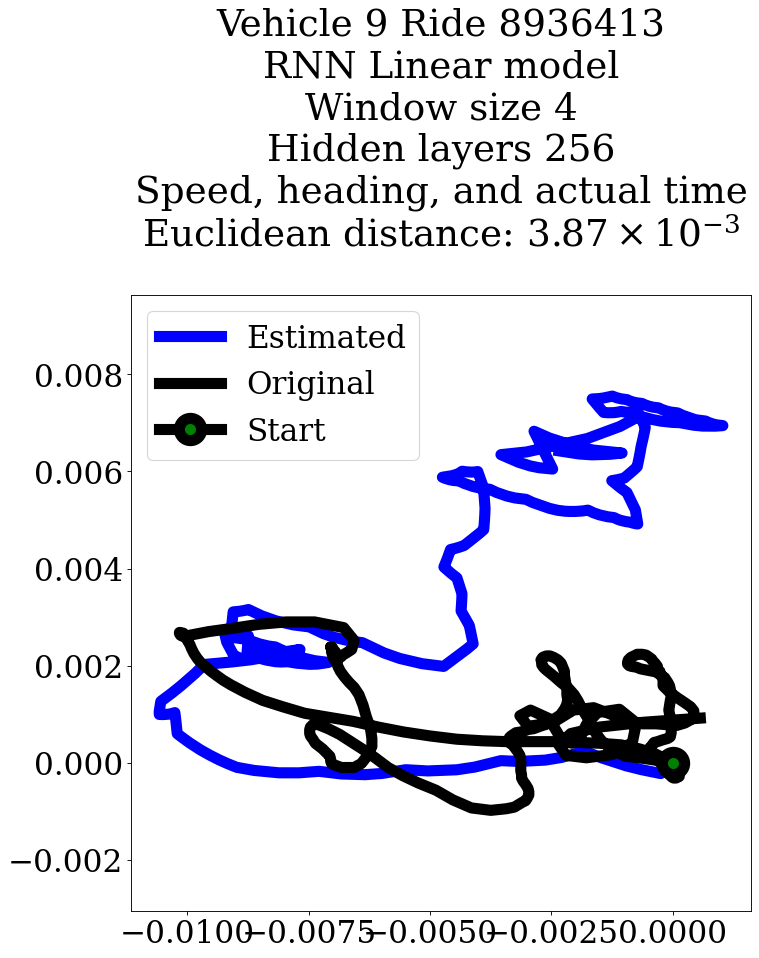 Vehicle 9 Ride 8936413
RNN Linear model
Window size 4
Hidden layers 256
Speed, heading, and actual time
Euclidean distance: 3.87 × 10⁻³
Estimated
Original
Start
0.008
0.006
0.004
0.002
0.000
−0.002
−0.0100 −0.0075 −0.0050 −0.0025 0.0000